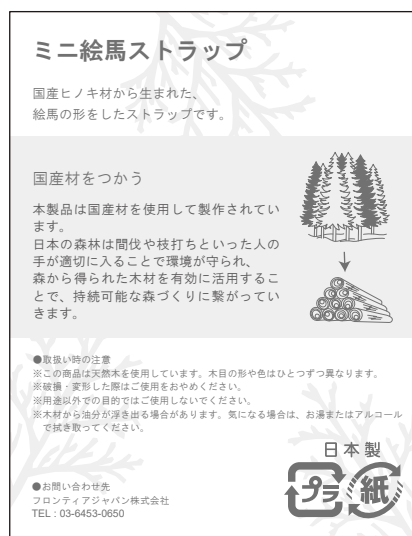 ミニ絵馬ストラップ
国産ヒノキ材から生まれた、
絵馬の形をしたストラップです。
国産材をつかう
本製品は国産材を使用して製作されてい
ます。
日本の森林は間伐や枝打ちといった人の
手が適切に入ることで環境が守られ、
森から得られた木材を有効に活用するこ
とで、持続可能な森づくりに繋がってい
きます。
●取扱い時の注意
※この商品は天然木を使用しています。木目の形や色はひとつずつ異なります。
※破損・変形した際はご使用をおやめください。
※用途以外での目的ではご使用しないでください。
※木材から油分が浮き出る場合があります。気になる場合は、お湯またはアルコール
で拭き取ってください。
日本製
プラ 紙
●お問い合わせ先
フロンティアジャパン株式会社
TEL : 03-6453-0650